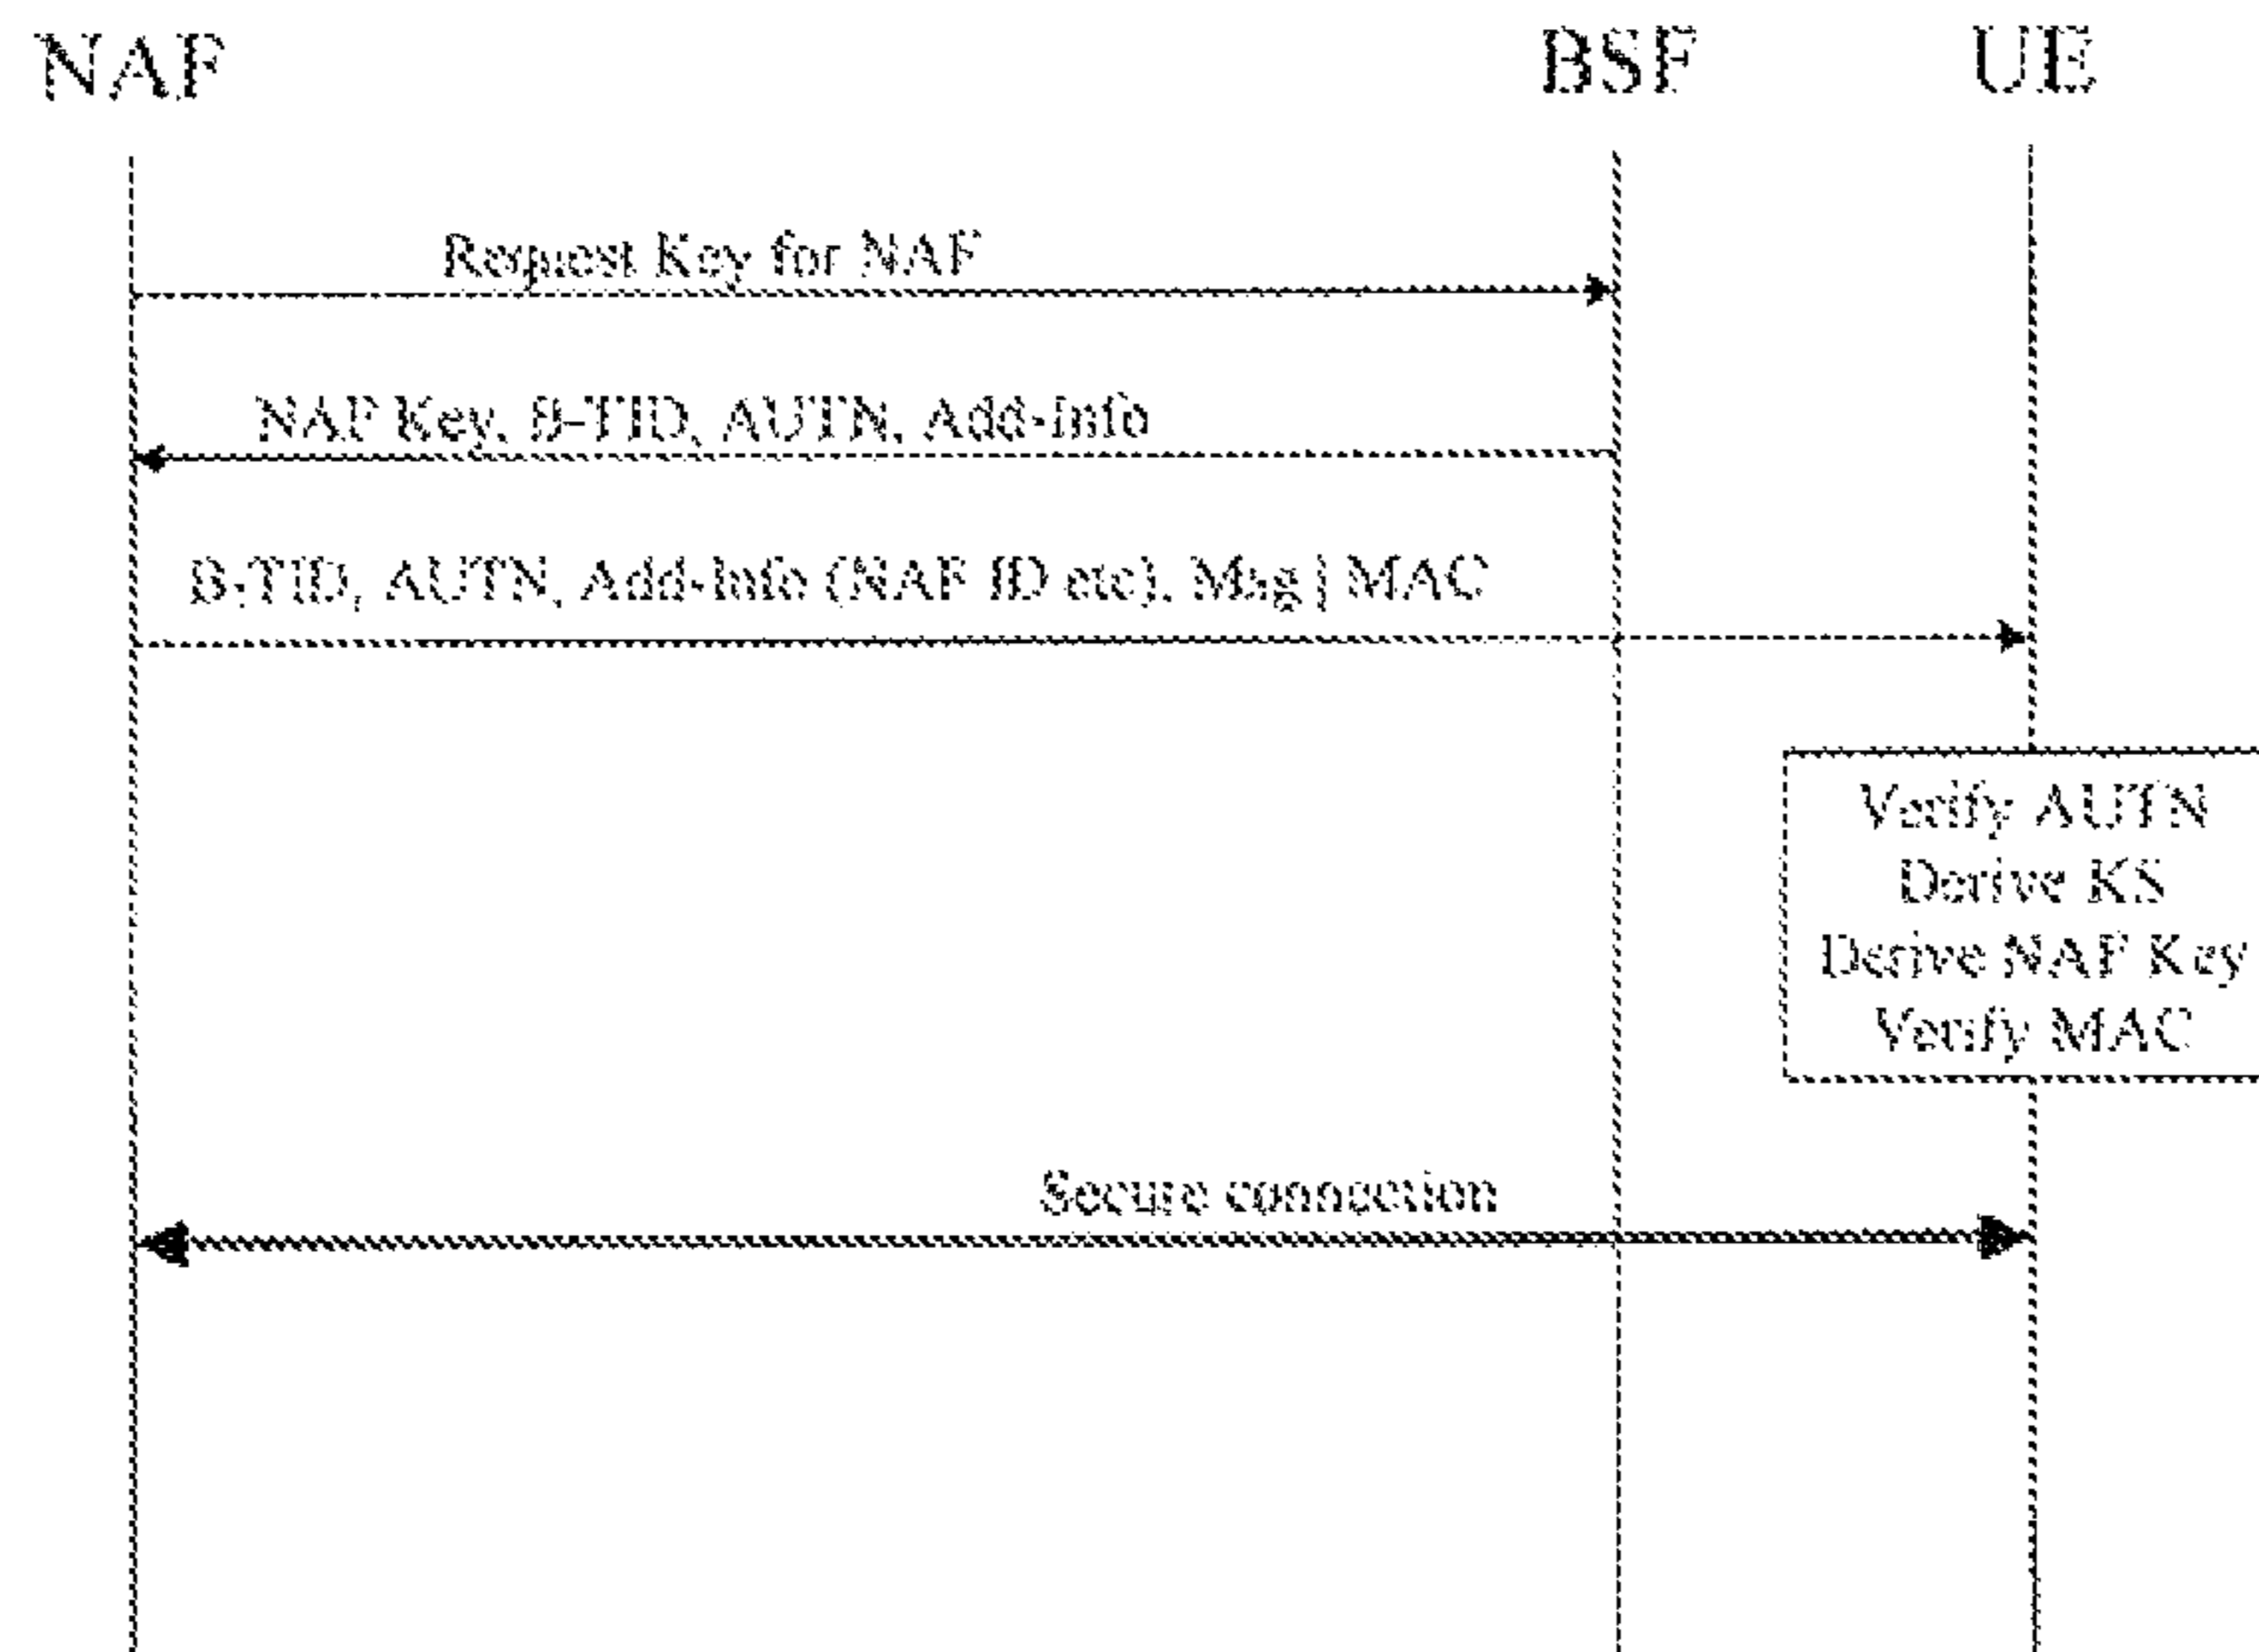 NAF BSF UE
Request Key for NAF
NAF Key, B-TID, AUTN, Add-info
B-TID, AUTN, Add-Info (NAF ID etc), Msg | MAC
Verify AUTN
Derive KS
Derive NAF Key
Verify MAC
Secure connection